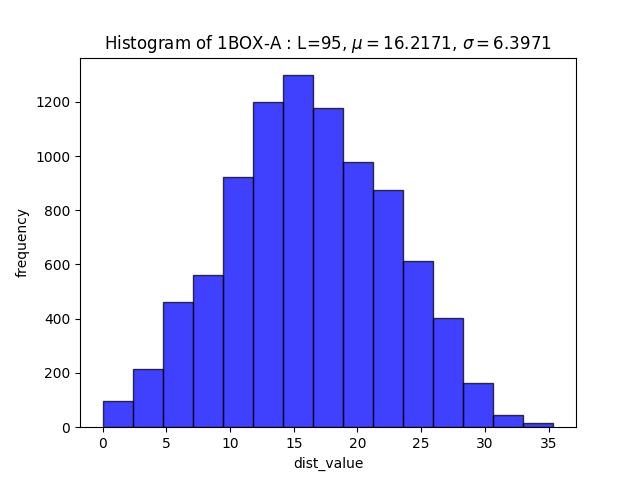 Histogram of 1BOX-A : L=95, μ = 16.2171, σ = 6.3971
frequency
1200
1000
800
600
400
200
0
0 5 10 15 20 25 30 35
dist_value